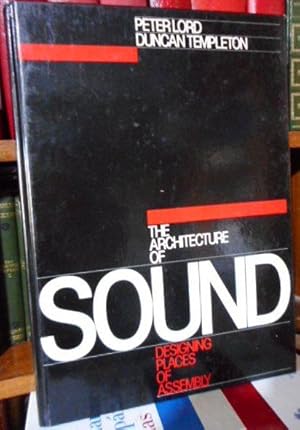 PETER LORD
DUNCAN TEMPLETON
THE
ARCHITECTURE
OF
SOUND
DESIGNING
PLACES
OF
ASSEMBLY